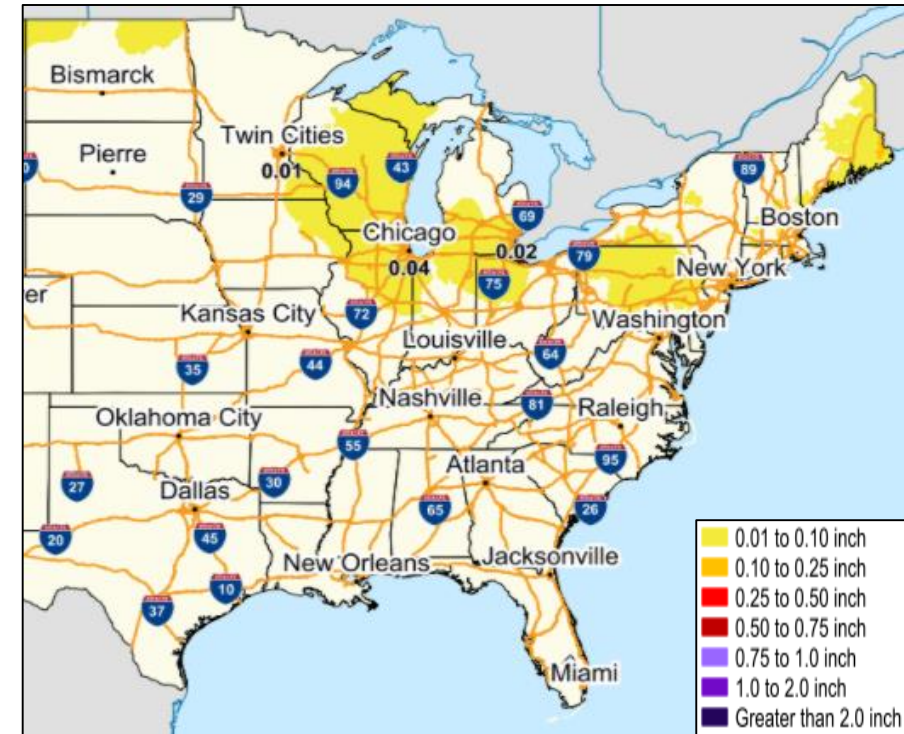 Bismarck
Twin Cities
0.01
Pierre
94
43
89
29
69
Boston
Chicago
0.02
79
0.04
New York
75
er
72
Kansas City
Washington
Louisville
64
35
44
Nashville
81
Raleigh
Oklahoma City
55
95
Atlanta
27
30
Dallas
65
26
20
45
New Orleans
Jacksonville
10
37
Miami
0.01 to 0.10 inch
0.10 to 0.25 inch
0.25 to 0.50 inch
0.50 to 0.75 inch
0.75 to 1.0 inch
1.0 to 2.0 inch
Greater than 2.0 inch